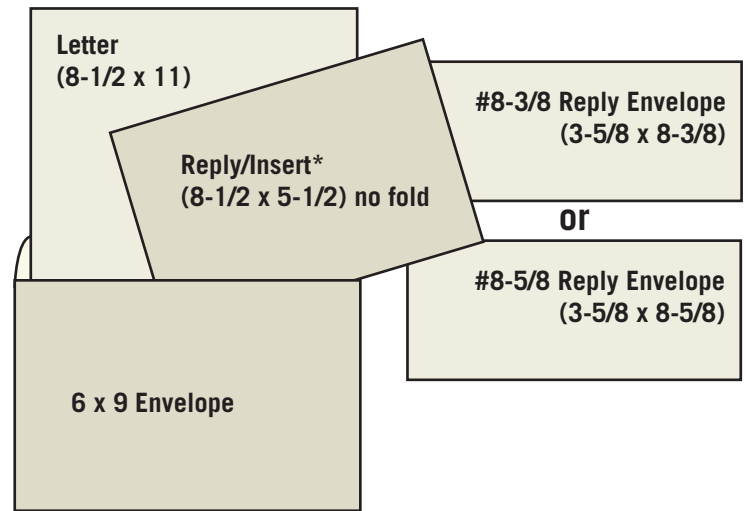 Letter
(8-1/2 x 11)
Reply/Insert*
(8-1/2 x 5-1/2) no fold
#8-3/8 Reply Envelope
(3-5/8 x 8-3/8)
or
#8-5/8 Reply Envelope
(3-5/8 x 8-5/8)
6 x 9 Envelope